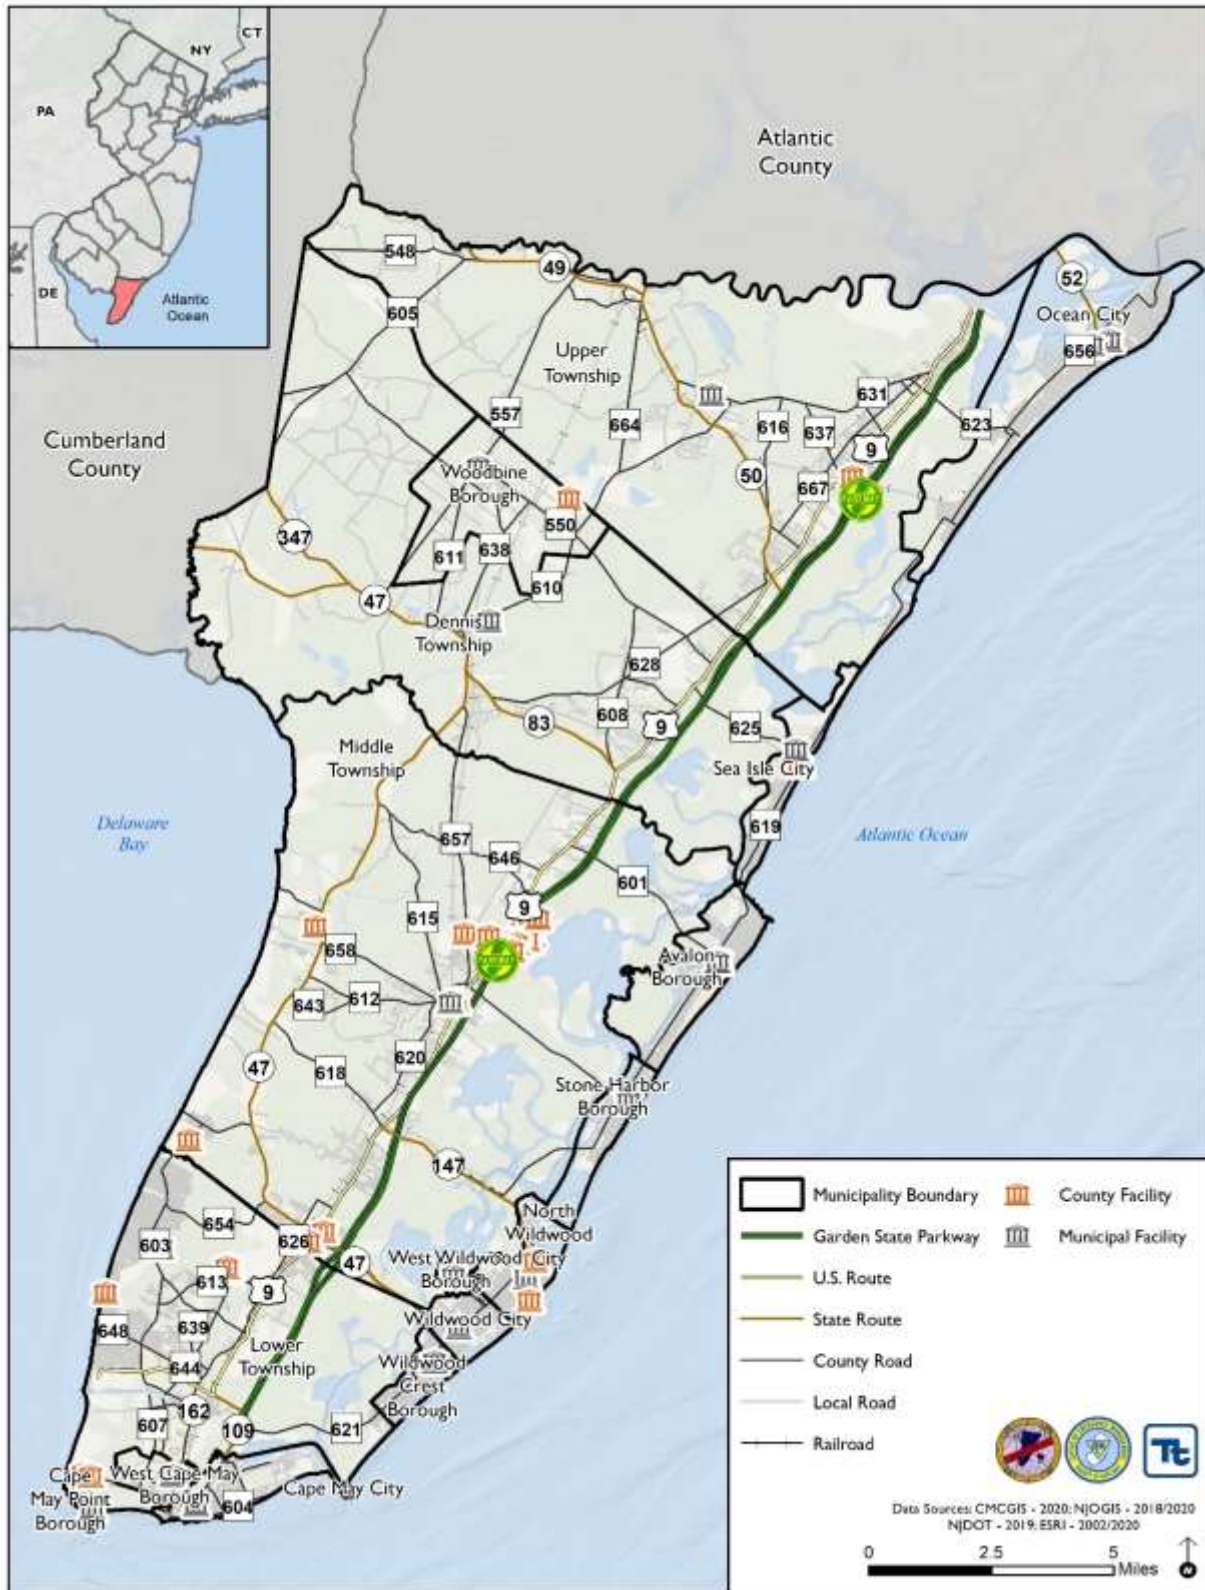 NY
CT
PA
DE
Atlantic
Ocean
Atlantic
County
548
49
52
605
Ocean City
656
Upper
Township
631
557
664
616
637
623
9
Cumberland
County
Woodbine
Borough
50
667
550
347
611
638
610
47
Dennis
Township
628
608
625
83
9
Middle
Township
Sea Isle City
619
Delaware
Bay
Atlantic Ocean
657
646
601
9
615
658
Avalon
Borough
643
612
47
620
618
Stone Harbor
Borough
147
North
Wildwood
City
654
603
626
47
West Wildwood
Borough
613
9
648
639
Wildwood City
Lower
Township
644
Wildwood
Crest
Borough
162
607
109
621
Cape
May Point
Borough
West Cape May
Borough
604
Cape May City
Municipality Boundary
County Facility
Garden State Parkway
Municipal Facility
U.S. Route
State Route
County Road
Local Road
Railroad
Tt
Data Sources: CMCGIS - 2020; NJOGIS - 2018/2020
NJDOT - 2019; ESRI - 2002/2020
0
2.5
5
Miles
N